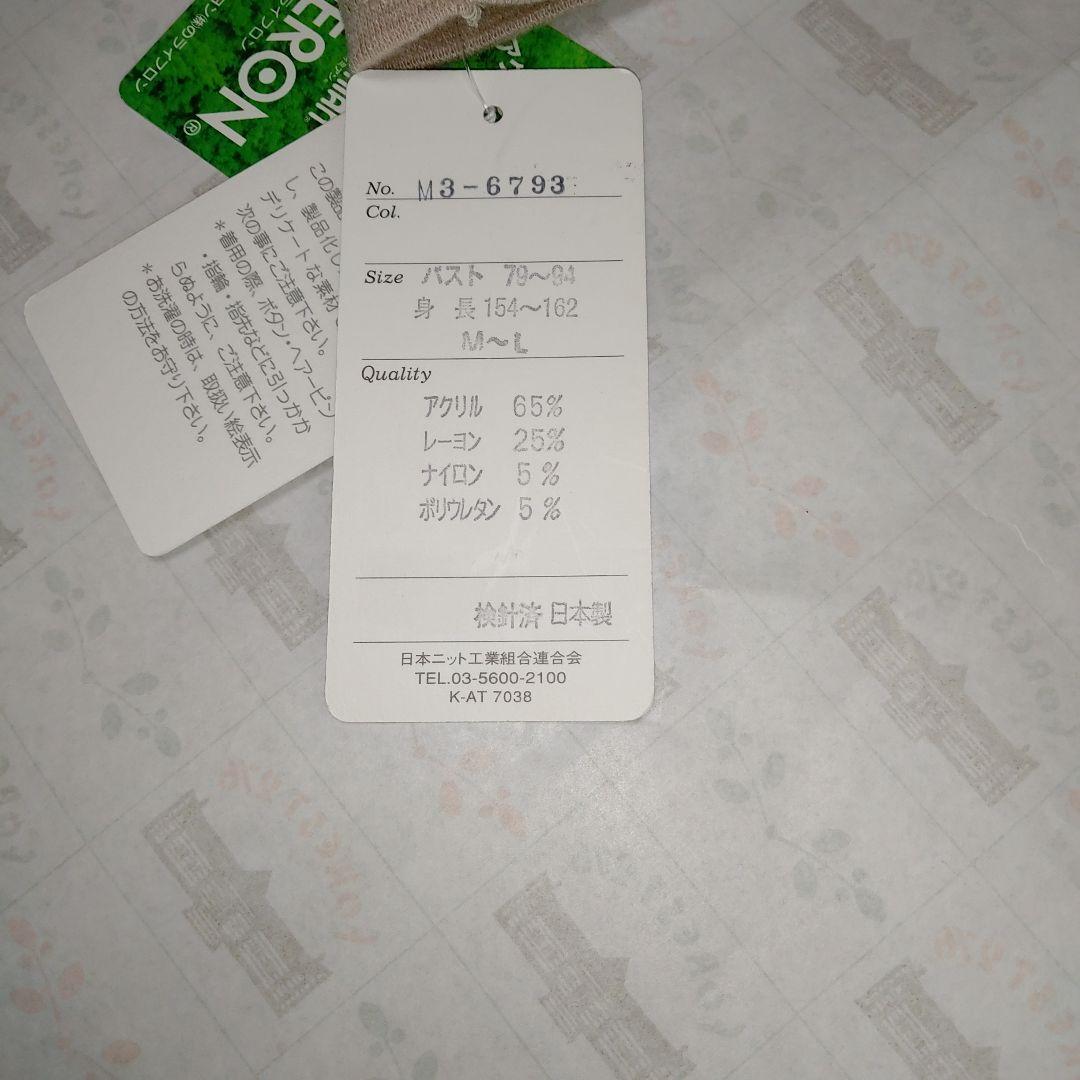 ERON®
No. M3-6793
Col.
Size バスト 79～94
身 長 154～162
M～L
Quality
アクリル 65%
レーヨン 25%
ナイロン 5 %
ポリウレタン 5 %
検針済 日本製
日本ニット工業組合連合会
TEL.03-5600-2100
K-AT 7038
この製品
し、製品化し
デリケートな素材
次の事にご注意下さい。
＊着用の際、ボタン・ヘアーピン
・指輪・指先などに引っかか
らぬように、ご注意下さい。
＊お洗濯の時は、取扱い絵表示
の方法をお守り下さい。